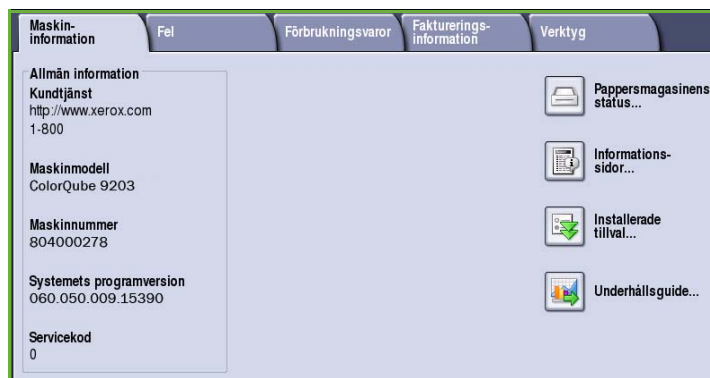 Maskin-
information
Fel
Förbrukningsvaror
Fakturerings-
information
Verktyg
Allmän information
Kundtjänst
http://www.xerox.com
1-800
Maskinmodell
ColorQube 9203
Maskinnummer
804000278
Systemets programversion
060.050.009.15390
Servicekod
0
Pappersmagasinens
status...
Informations-
sidor...
Installerade
tillval...
Underhållsguide...